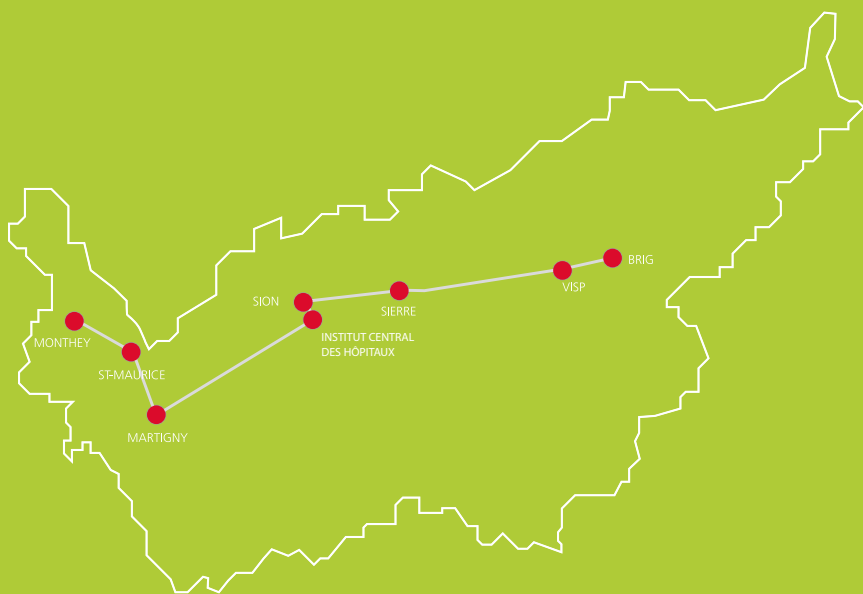 BRIG
VISP
SION
SIERRE
INSTITUT CENTRAL
DES HÔPITAUX
MONTHEY
ST-MAURICE
MARTIGNY